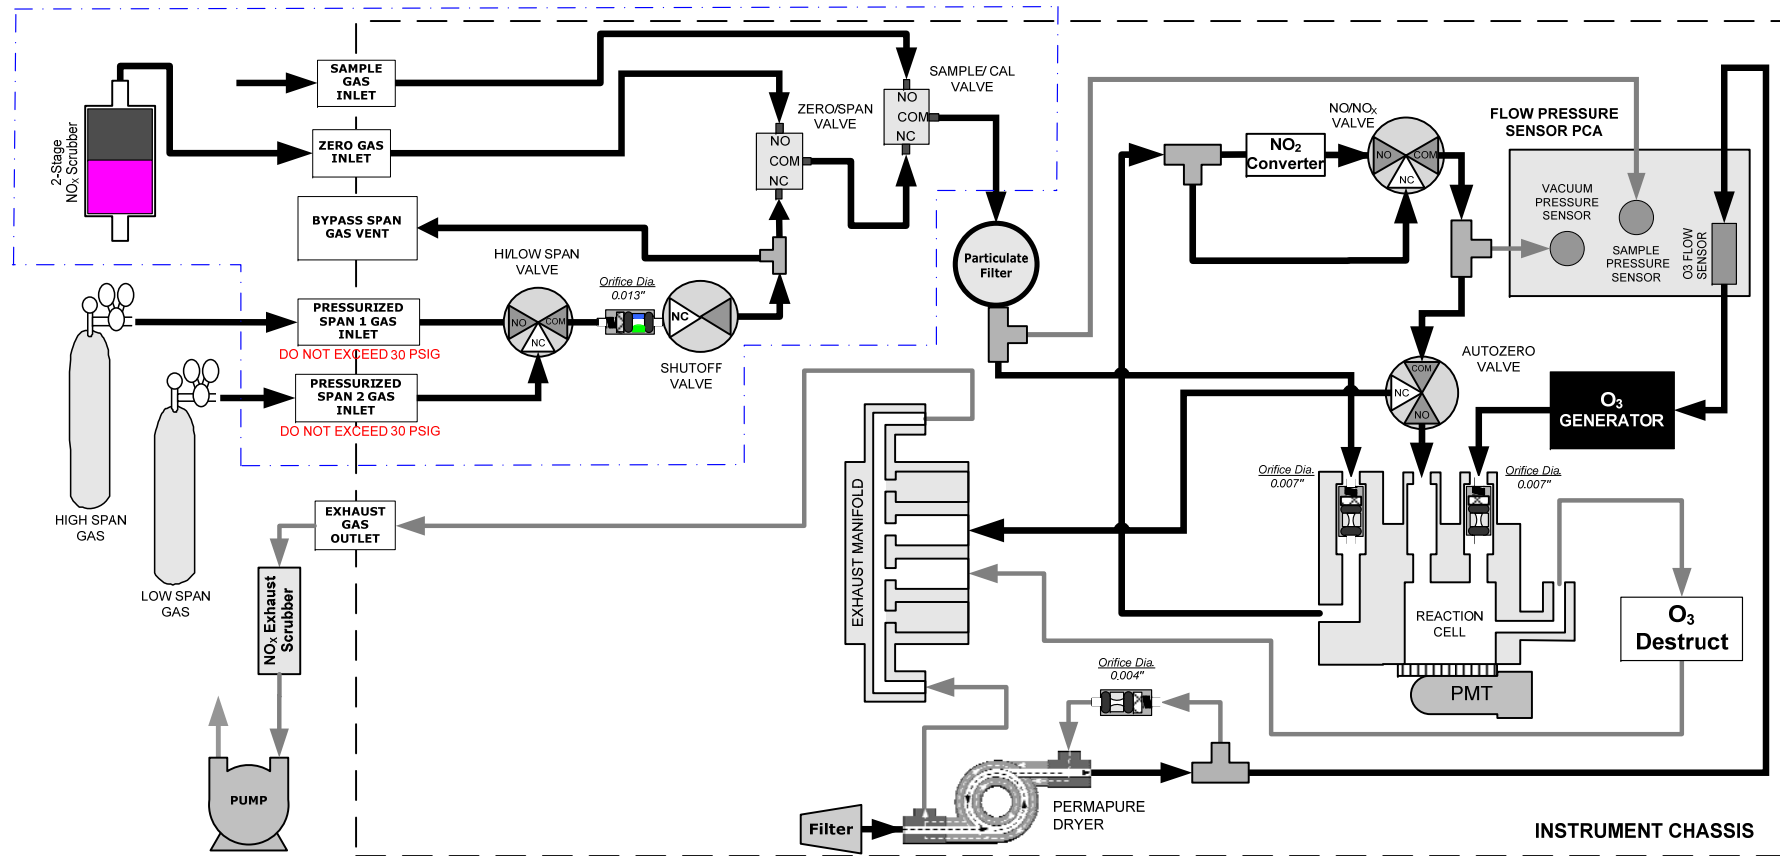 SAMPLE
GAS
INLET
ZERO GAS
INLET
2-Stage
NOX Scrubber
BYPASS SPAN
GAS VENT
PRESSURIZED
SPAN 1 GAS
INLET
DO NOT EXCEED 30 PSIG
PRESSURIZED
SPAN 2 GAS
INLET
DO NOT EXCEED 30 PSIG
HIGH SPAN
GAS
LOW SPAN
GAS
HI/LOW SPAN
VALVE
NO
COM
NC
Orifice Dia.
0.013"
NC
SHUTOFF
VALVE
ZERO/SPAN
VALVE
NO
COM
NC
SAMPLE/ CAL
VALVE
NO
COM
NC
Particulate
Filter
EXHAUST
GAS
OUTLET
NOX Exhaust
Scrubber
PUMP
EXHAUST MANIFOLD
Filter
PERMAPURE
DRYER
Orifice Dia.
0.004"
NO2
Converter
NO/NOX
VALVE
NO
COM
NC
FLOW PRESSURE
SENSOR PCA
VACUUM
PRESSURE
SENSOR
SAMPLE
PRESSURE
SENSOR
O3 FLOW
SENSOR
AUTOZERO
VALVE
COM
NC
NO
O3
GENERATOR
Orifice Dia.
0.007"
Orifice Dia.
0.007"
REACTION
CELL
PMT
O3
Destruct
INSTRUMENT CHASSIS